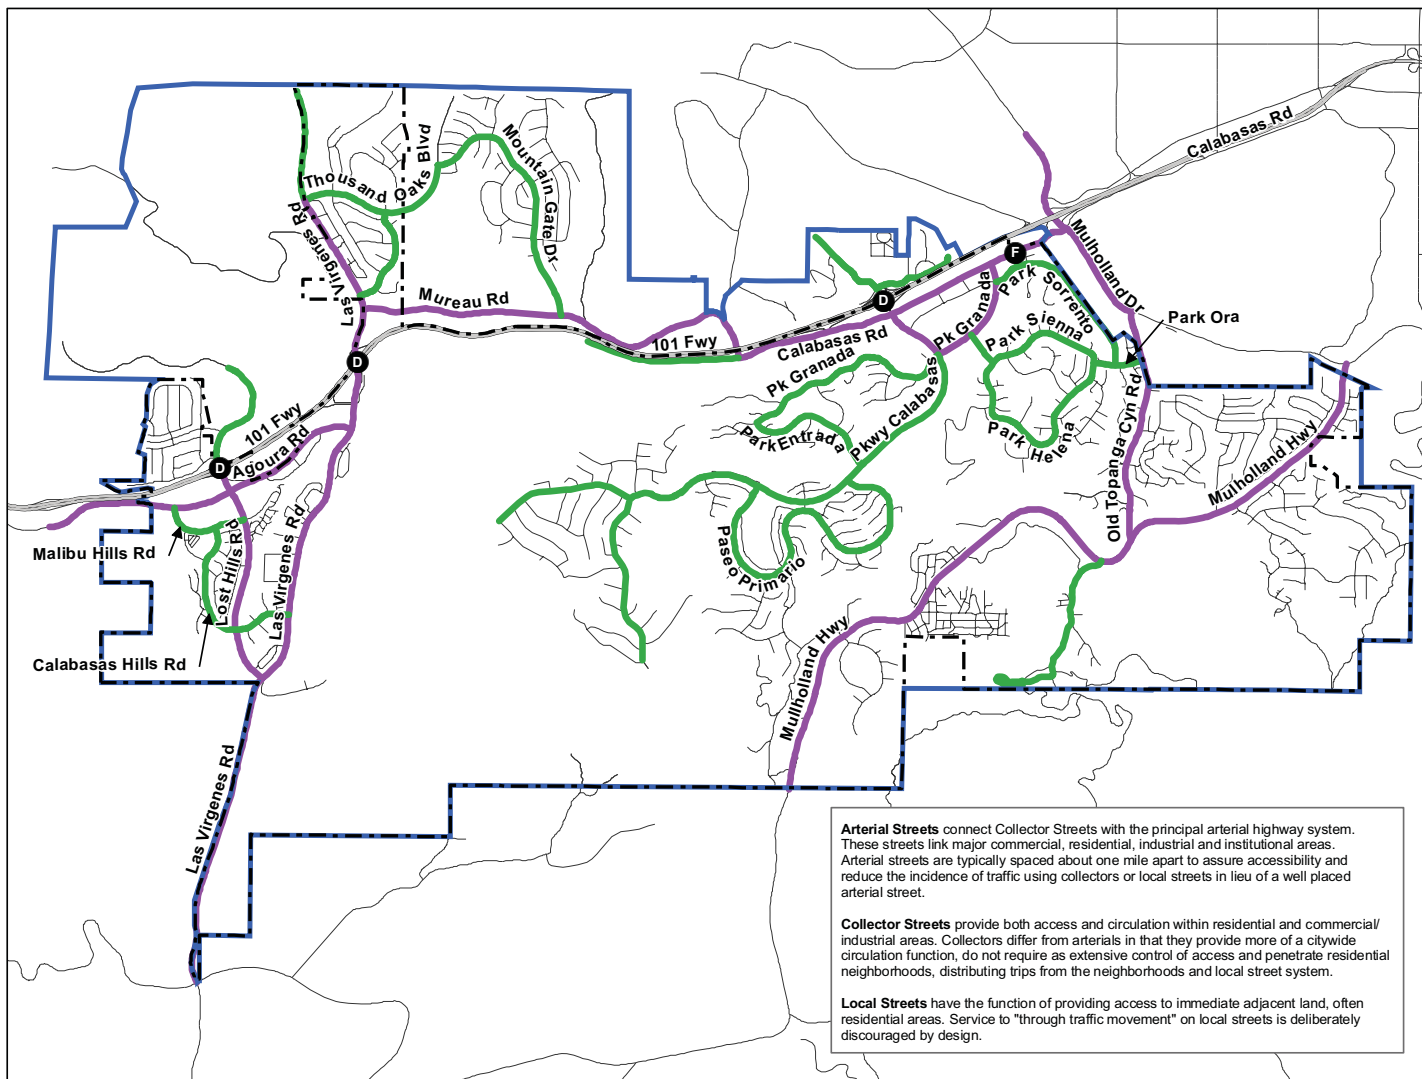 Calabasas Rd
Mountain Gate Dr
Thousand Oaks Blvd
Las Virgenes Rd
Mureau Rd
Mulholland Dr
F
D
Park Sorrento
Pk Granada
Park Ora
Park Sienna
101 Fwy
Calabasas Rd
Pk Granada
D
Pkwy Calabasas
Park Entrada
Park Helena
Old Topanga Cyn Rd
Mulholland Hwy
101 Fwy
D
Agoura Rd
Malibu Hills Rd
Lost Hills Rd
Las Virgenes Rd
Paseo Primario
Calabasas Hills Rd
Mullholland Hwy
Las Virgenes Rd
Arterial Streets connect Collector Streets with the principal arterial highway system.
These streets link major commercial, residential, industrial and institutional areas.
Arterial streets are typically spaced about one mile apart to assure accessibility and
reduce the incidence of traffic using collectors or local streets in lieu of a well placed
arterial street.
Collector Streets provide both access and circulation within residential and commercial/
industrial areas. Collectors differ from arterials in that they provide more of a citywide
circulation function, do not require as extensive control of access and penetrate residential
neighborhoods, distributing trips from the neighborhoods and local street system.
Local Streets have the function of providing access to immediate adjacent land, often
residential areas. Service to "through traffic movement" on local streets is deliberately
discouraged by design.